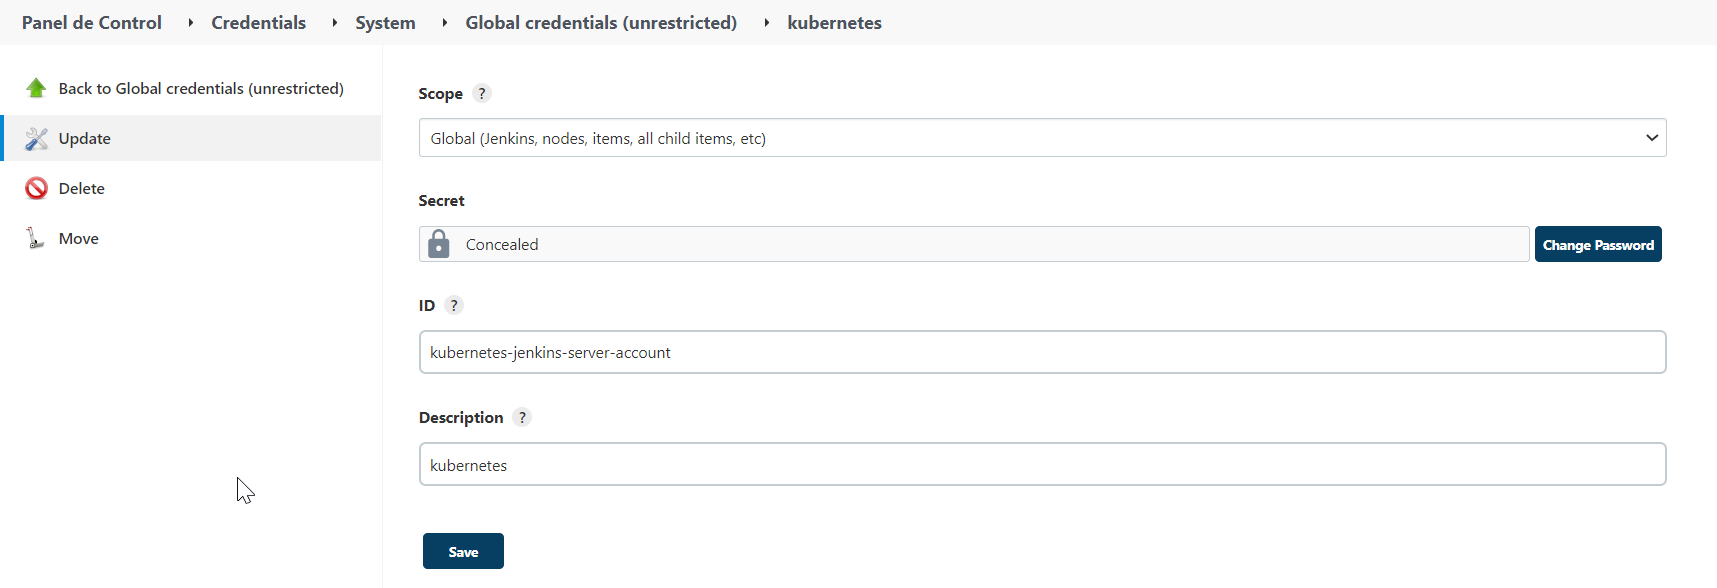 Panel de Control Credentials System Global credentials (unrestricted) kubernetes
Back to Global credentials (unrestricted)
Update
Delete
Move
Scope ?
Global (Jenkins, nodes, items, all child items, etc)
Secret
Concealed
Change Password
ID ?
kubernetes-jenkins-server-account
Description ?
kubernetes
Save